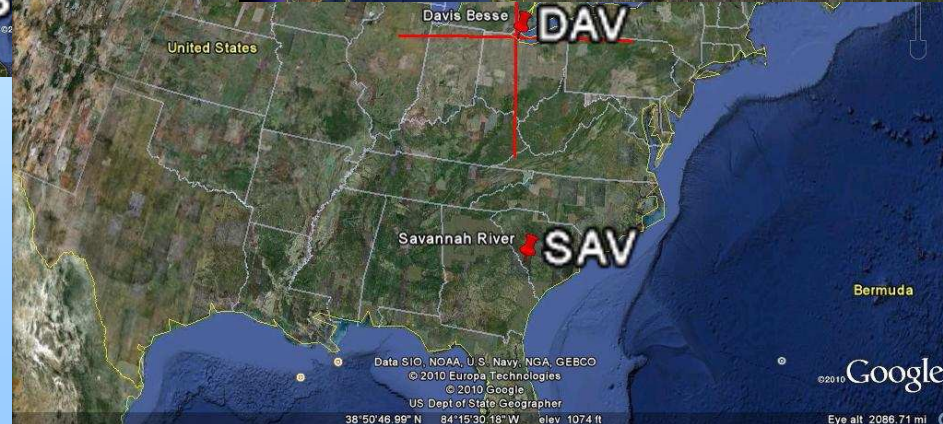 Davis Besse DAV
United States
Savannah River SAV
Bermuda
Data SIO, NOAA, U.S. Navy, NGA, GEBCO
© 2010 Europa Technologies
© 2010 Google
US Dept of State Geographer
©2010 Google
38°50'46.99" N 84°15'30.18" W elev 1074 ft Eye alt 2086.71 mi